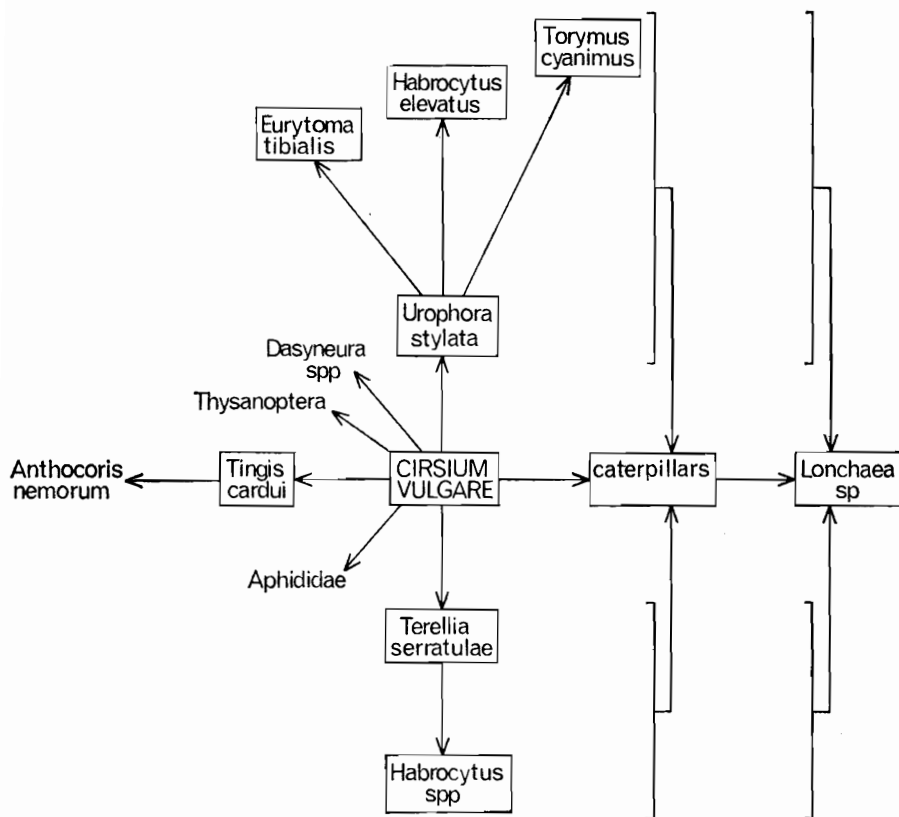 Torymus
cyanimus
Habrocytus
elevatus
Eurytoma
tibialis
Urophora
stylata
Dasyneura
spp
Thysanoptera
Anthocoris
nemorum
Tingis
cardui
CIRSIUM
VULGARE
caterpillars
Lonchaea
sp
Aphididae
Terellia
serratulae
Habrocytus
spp